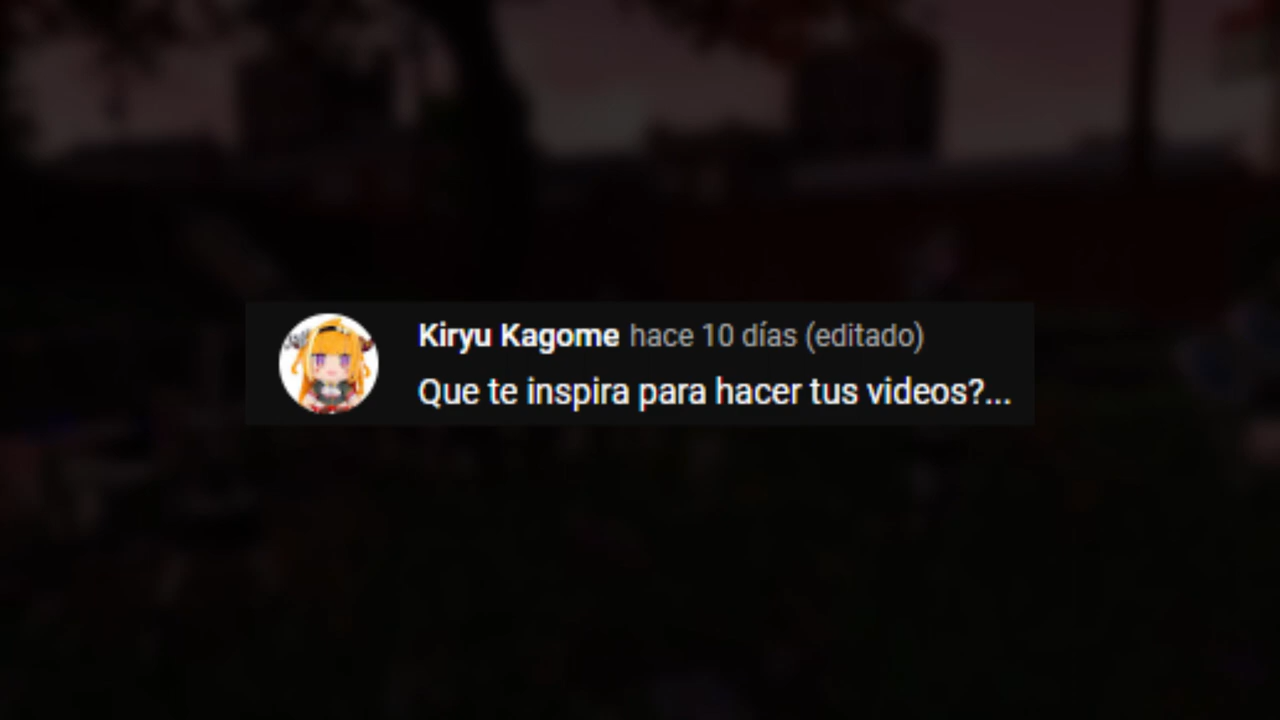 Kiryu Kagome hace 10 días (editado)
Que te inspira para hacer tus videos?...